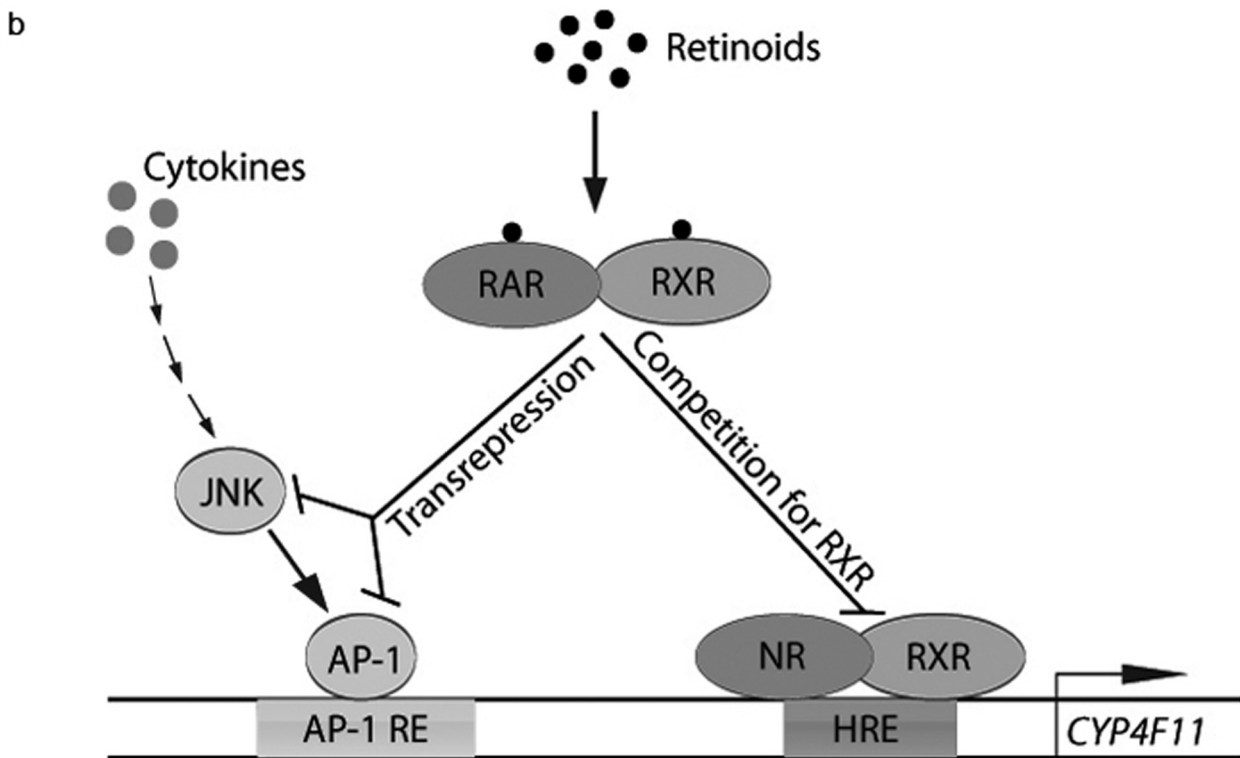 b
Retinoids
Cytokines
RAR
RXR
Transrepression
Competition for RXR
JNK
AP-1
NR
RXR
AP-1 RE
HRE
CYP4F11